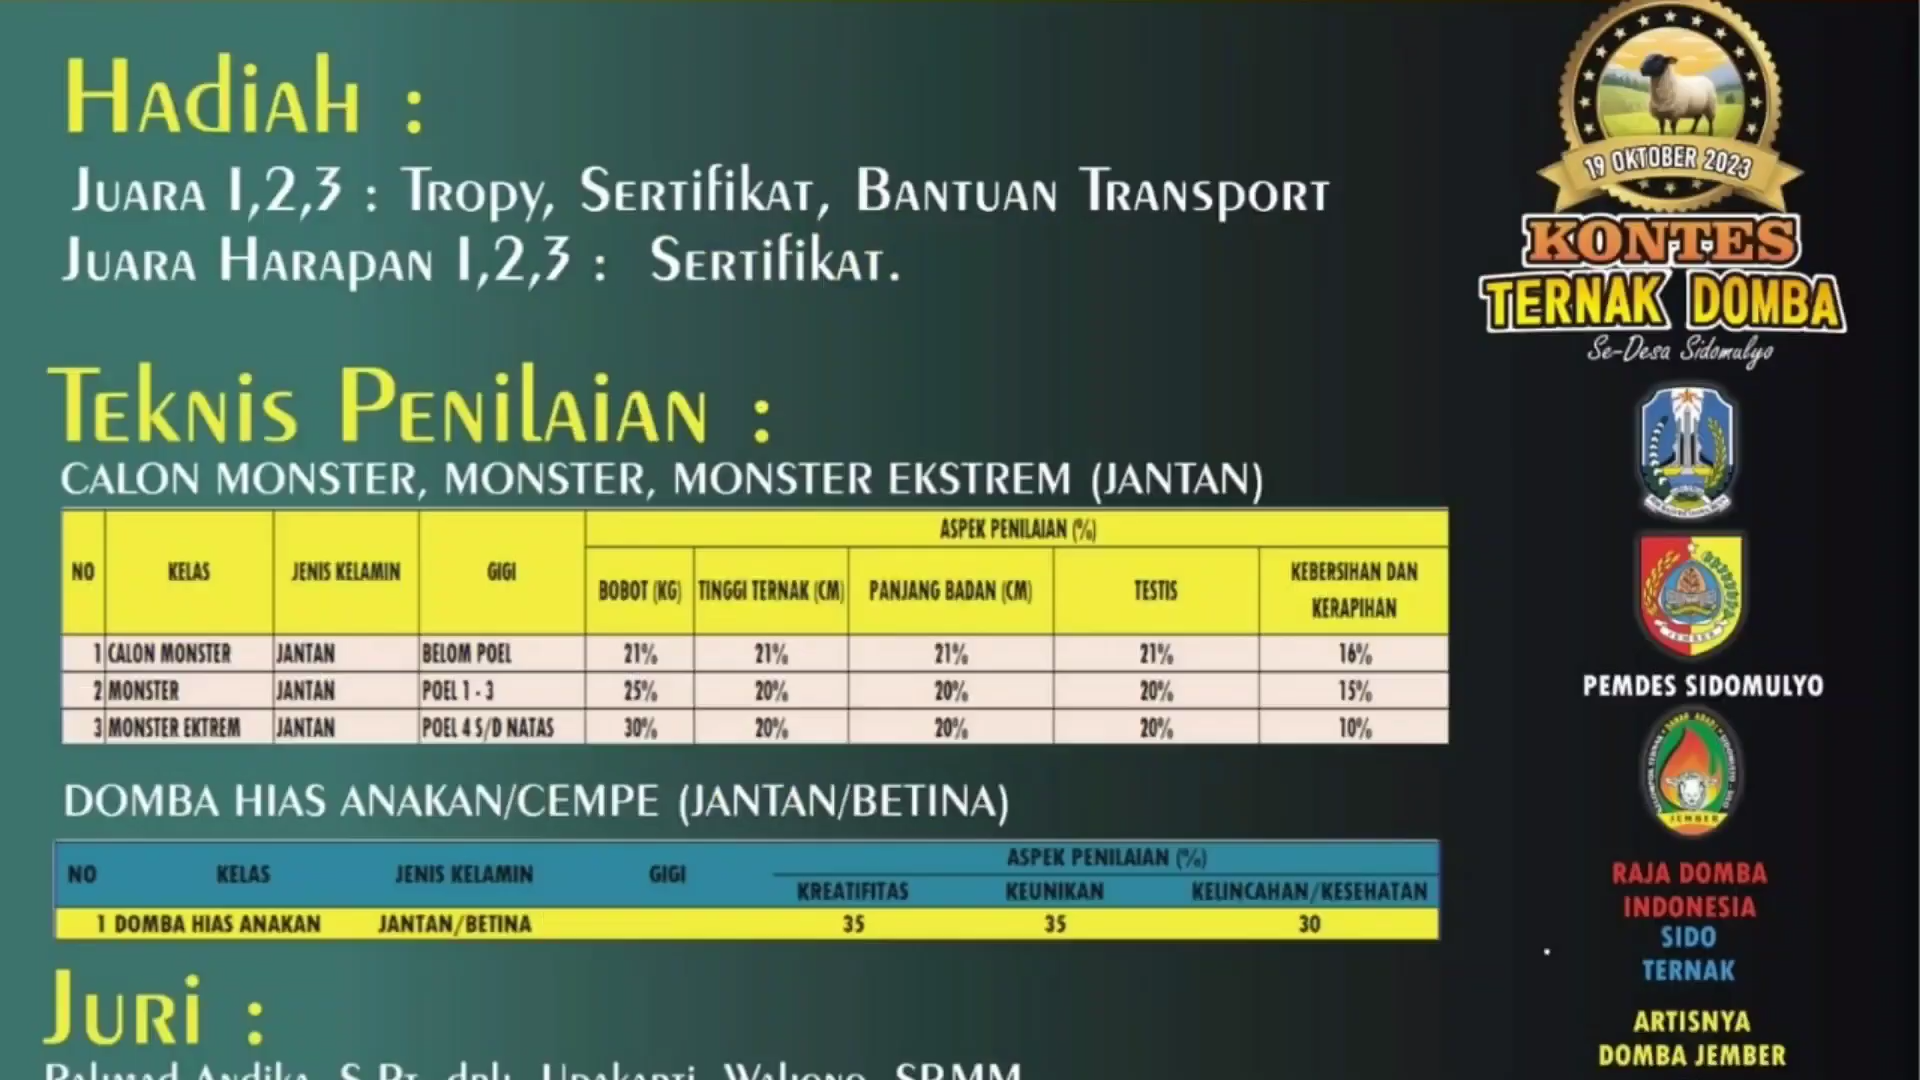 Hadiah :
Juara 1,2,3 : Tropy, Sertifikat, Bantuan Transport
Juara Harapan 1,2,3 : Sertifikat.
Teknis Penilaian :
CALON MONSTER, MONSTER, MONSTER EKSTREM (JANTAN)
NO KELAS JENIS KELAMIN GIGI ASPEK PENILAIAN (%)
BOBOT (KG) TINGGI TERNAK (CM) PANJANG BADAN (CM) TESTIS KEBERSIHAN DAN KERAPIHAN
1 CALON MONSTER JANTAN BELOM POEL 21% 21% 21% 21% 16%
2 MONSTER JANTAN POEL 1 - 3 25% 20% 20% 20% 15%
3 MONSTER EKTREM JANTAN POEL 4 S/D NATAS 30% 20% 20% 20% 10%
DOMBA HIAS ANAKAN/CEMPE (JANTAN/BETINA)
NO KELAS JENIS KELAMIN GIGI ASPEK PENILAIAN (%)
KREATIFITAS KEUNIKAN KELINCAHAN/KESEHATAN
1 DOMBA HIAS ANAKAN JANTAN/BETINA 35 35 30
Juri :
19 OKTOBER 2023
KONTES
TERNAK DOMBA
Se-Desa Sidomulyo
JEMBER
PEMDES SIDOMULYO
JEMBER
RAJA DOMBA
INDONESIA
SIDO
TERNAK
ARTISNYA
DOMBA JEMBER